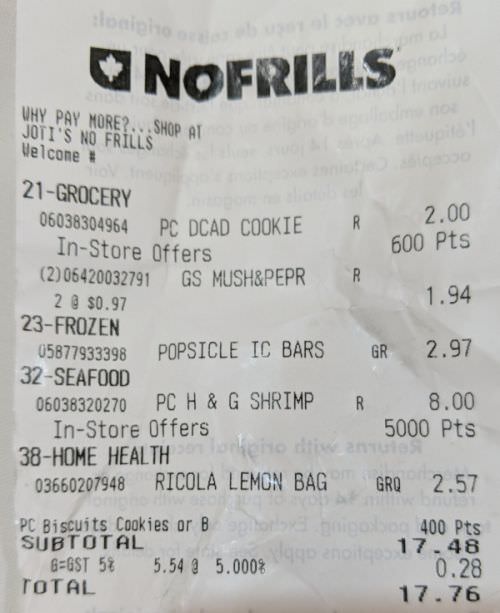 NOFRILLS
WHY PAY MORE?...SHOP AT
JOTI'S NO FRILLS
Welcome #
21-GROCERY
06038304964 PC DCAD COOKIE R 2.00
In-Store Offers 600 Pts
(2)06420032791 GS MUSH&PEPR R
2 @ $0.97 1.94
23-FROZEN
05877933398 POPSICLE IC BARS GR 2.97
32-SEAFOOD
06038320270 PC H & G SHRIMP R 8.00
In-Store Offers 5000 Pts
38-HOME HEALTH
03660207948 RICOLA LEMON BAG GRQ 2.57
PC Biscuits Cookies or B 400 Pts
SUBTOTAL 17.48
G=GST 5% 5.54 @ 5.000% 0.28
TOTAL 17.76